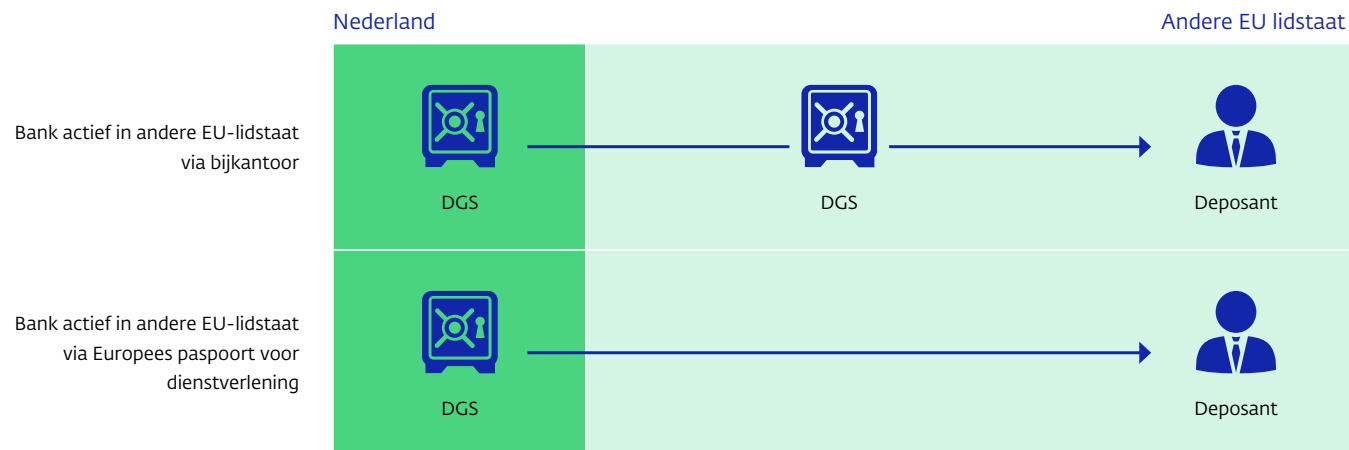 Nederland
Andere EU lidstaat
Bank actief in andere EU-lidstaat
via bijkantoor
DGS
DGS
Deposant
Bank actief in andere EU-lidstaat
via Europees paspoort voor
dienstverlening
DGS
Deposant